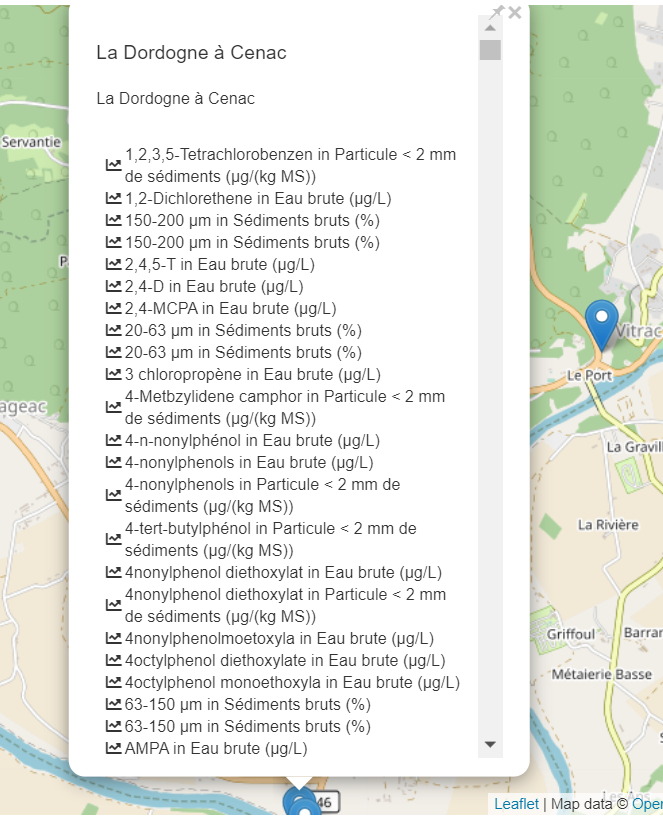 La Dordogne à Cenac
La Dordogne à Cenac
1,2,3,5-Tetrachlorobenzen in Particule < 2 mm
de sédiments (µg/(kg MS))
1,2-Dichlorethene in Eau brute (µg/L)
150-200 µm in Sédiments bruts (%)
150-200 µm in Sédiments bruts (%)
2,4,5-T in Eau brute (µg/L)
2,4-D in Eau brute (µg/L)
2,4-MCPA in Eau brute (µg/L)
20-63 µm in Sédiments bruts (%)
20-63 µm in Sédiments bruts (%)
3 chloropropène in Eau brute (µg/L)
4-Metbzylidene camphor in Particule < 2 mm
de sédiments (µg/(kg MS))
4-n-nonylphénol in Eau brute (µg/L)
4-nonylphenols in Eau brute (µg/L)
4-nonylphenols in Particule < 2 mm de
sédiments (µg/(kg MS))
4-tert-butylphénol in Particule < 2 mm de
sédiments (µg/(kg MS))
4nonylphenol diethoxylat in Eau brute (µg/L)
4nonylphenol diethoxylat in Particule < 2 mm
de sédiments (µg/(kg MS))
4nonylphenolmoetoxyla in Eau brute (µg/L)
4octylphenol diethoxylate in Eau brute (µg/L)
4octylphenol monoethoxyla in Eau brute (µg/L)
63-150 µm in Sédiments bruts (%)
63-150 µm in Sédiments bruts (%)
AMPA in Eau brute (µg/L)
Servantie
ageac
Vitrac
Le Port
La Gravil
La Rivière
Griffoul
Barrar
Métairie Basse
46
Leaflet | Map data © Oper